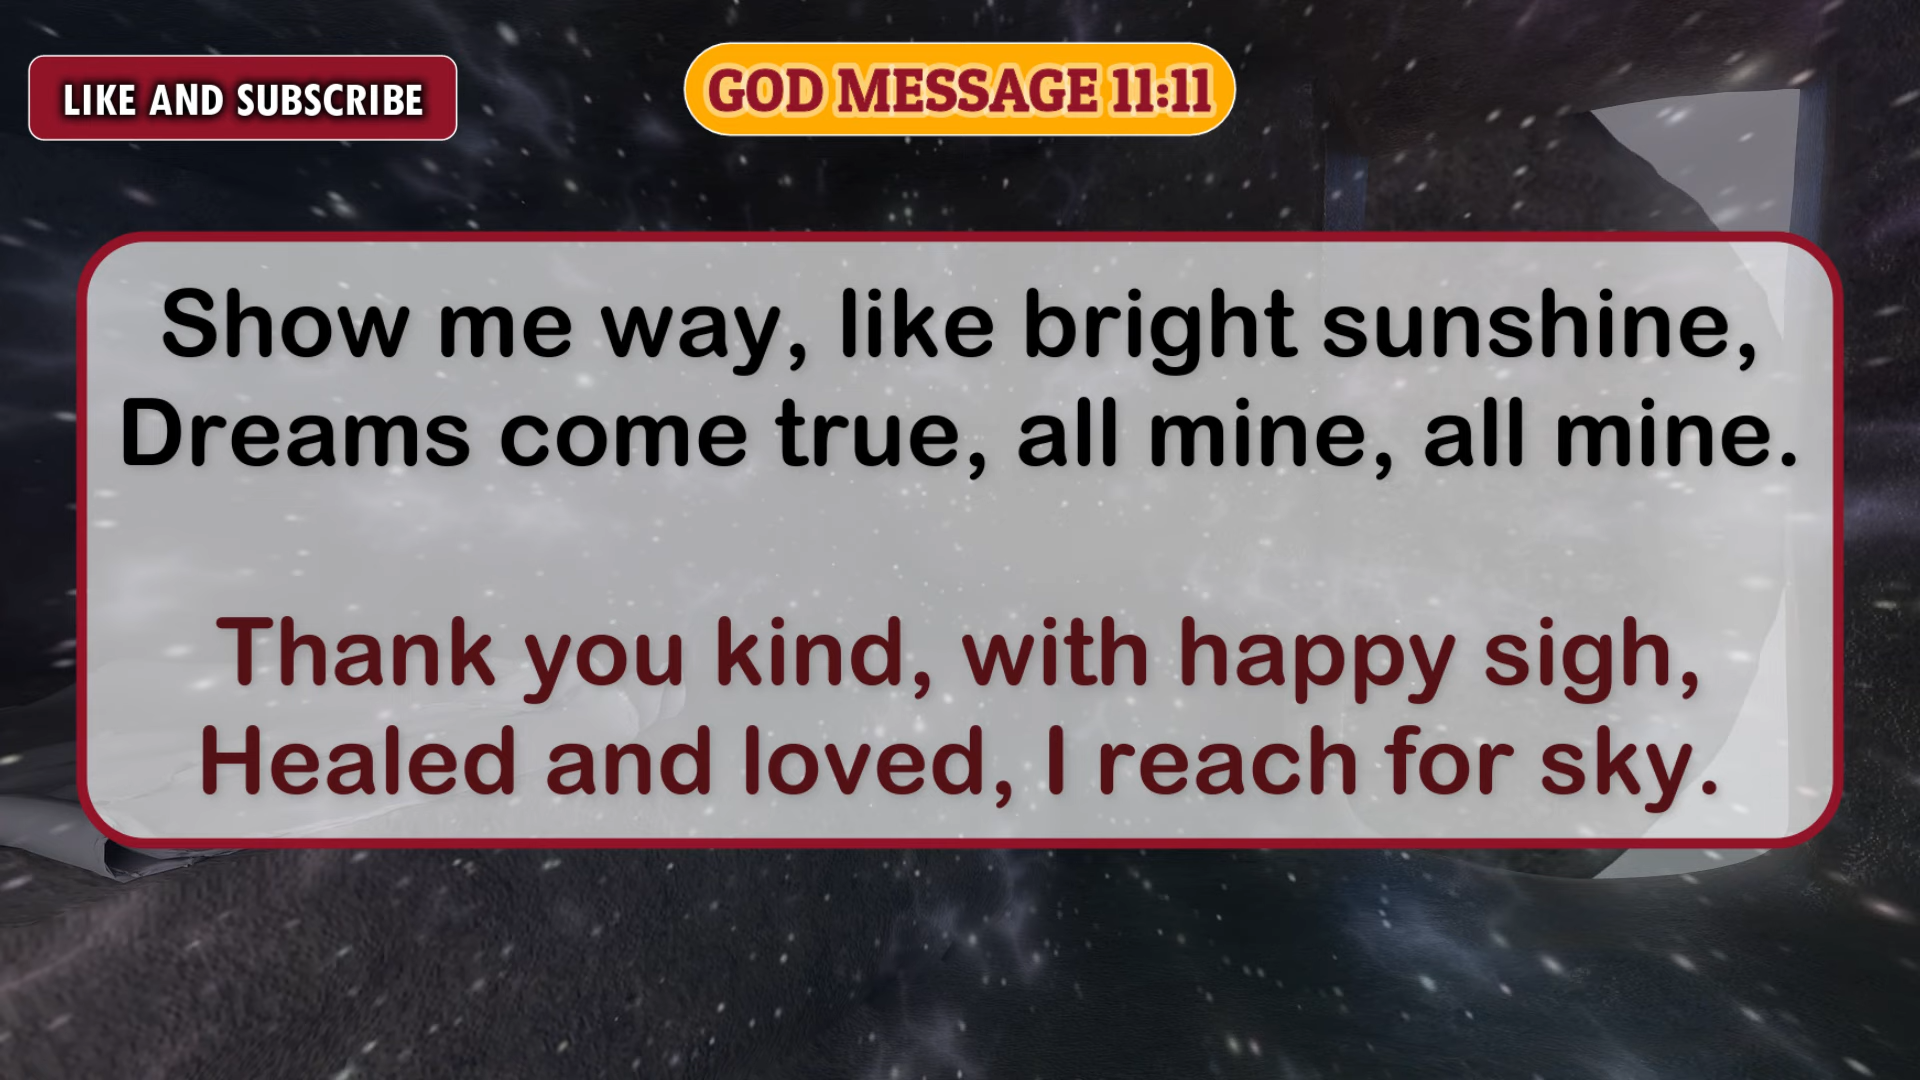 LIKE AND SUBSCRIBE
GOD MESSAGE 11:11
Show me way, like bright sunshine,
Dreams come true, all mine, all mine.
Thank you kind, with happy sigh,
Healed and loved, I reach for sky.